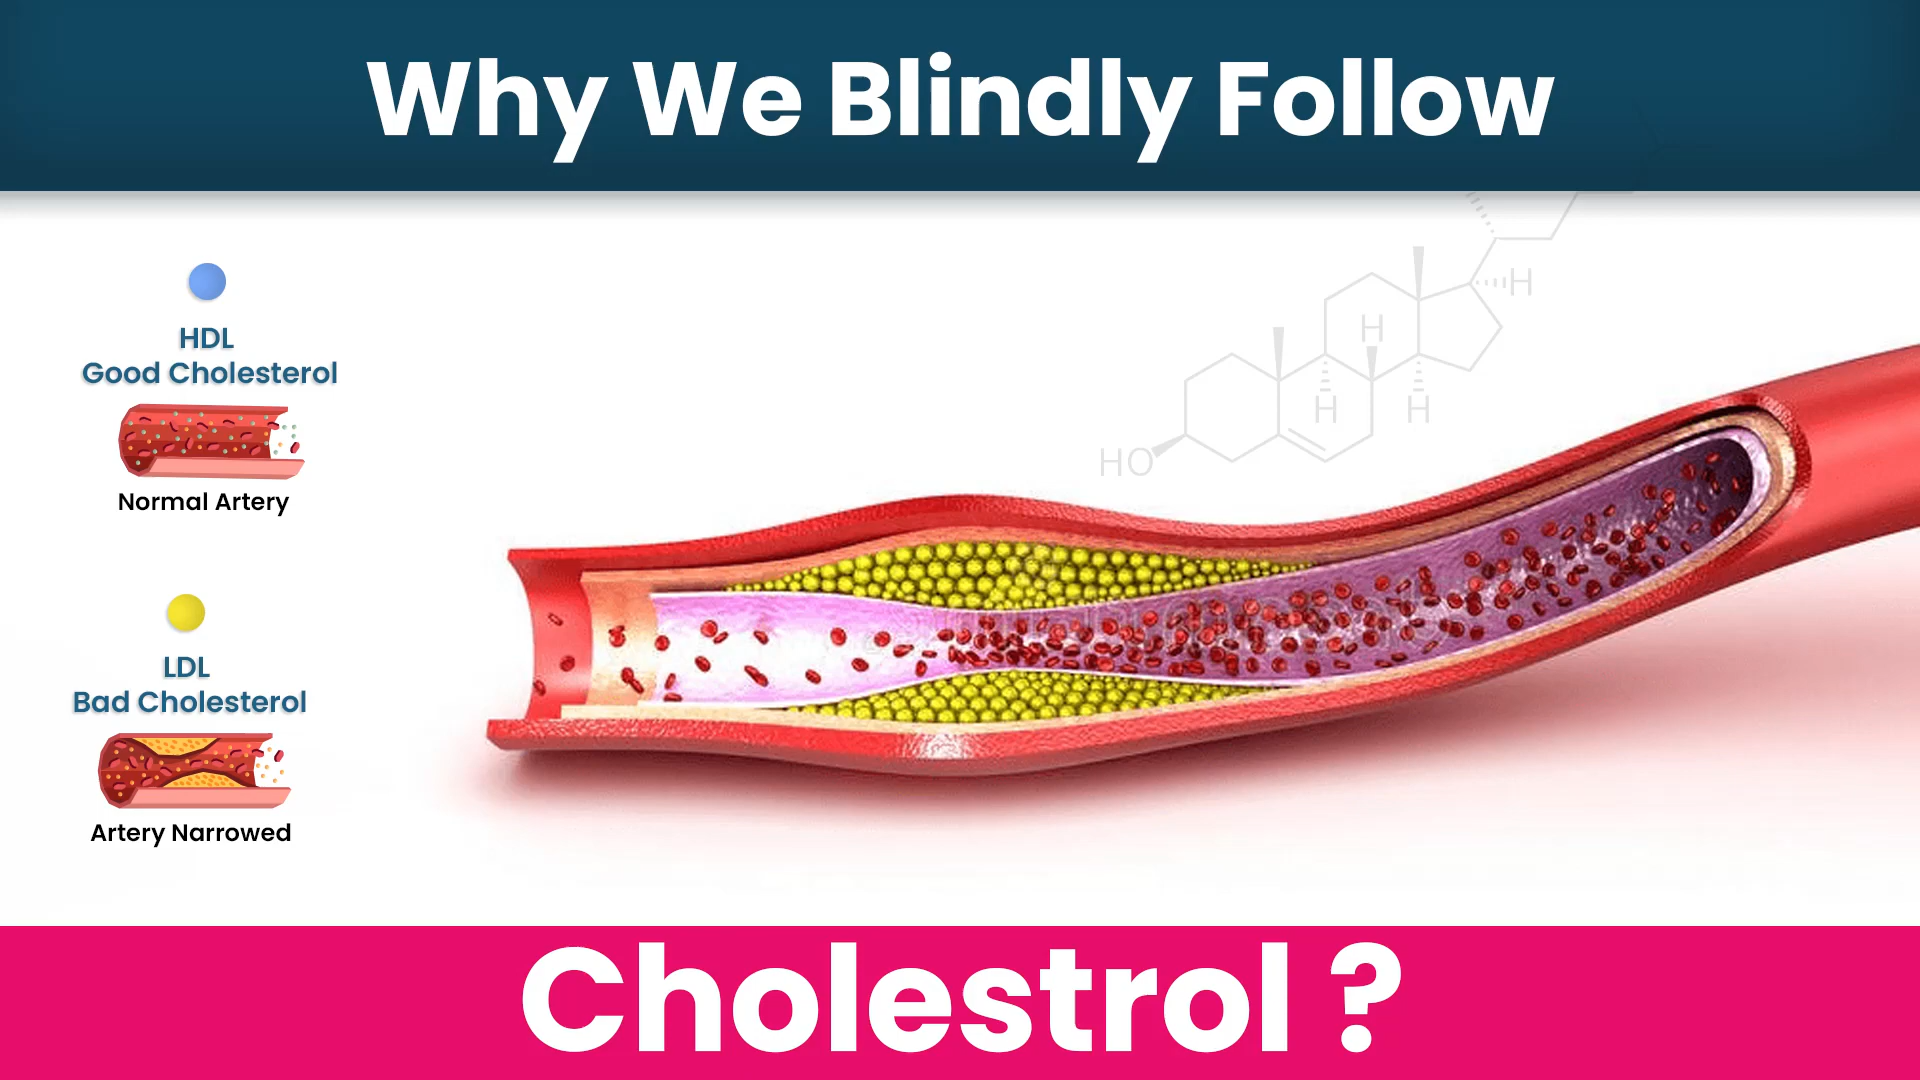 Why We Blindly Follow
HDL
Good Cholesterol
Normal Artery
LDL
Bad Cholesterol
Artery Narrowed
H
H
H
H
HO
Cholestrol ?